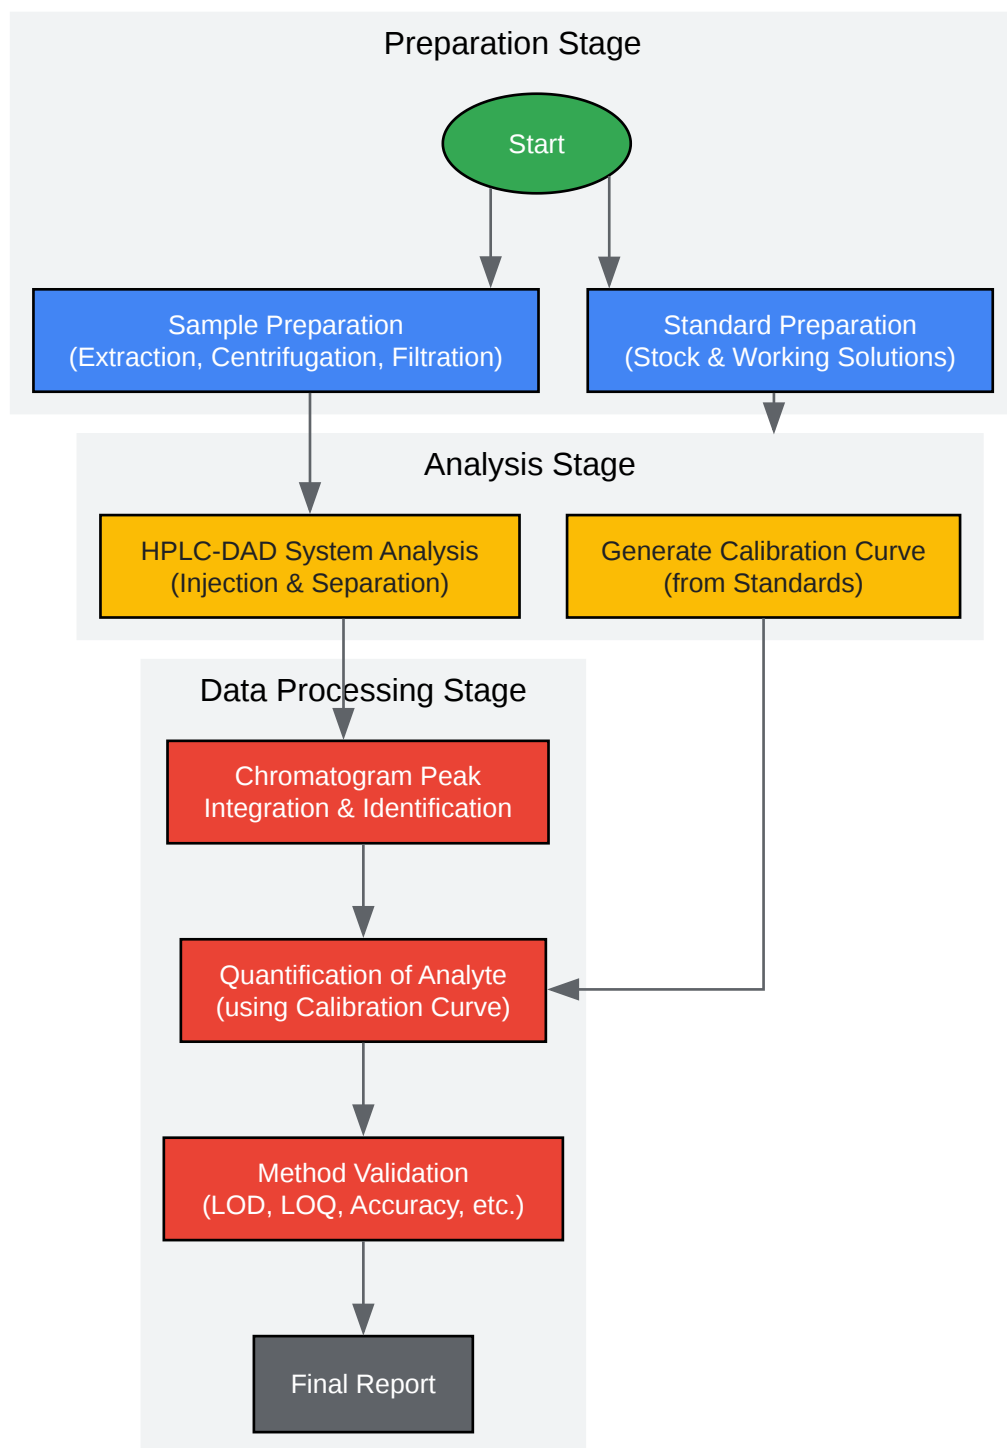 Preparation Stage
Start
Sample Preparation
(Extraction, Centrifugation, Filtration)
Standard Preparation
(Stock & Working Solutions)
Analysis Stage
HPLC-DAD System Analysis
(Injection & Separation)
Generate Calibration Curve
(from Standards)
Data Processing Stage
Chromatogram Peak
Integration & Identification
Quantification of Analyte
(using Calibration Curve)
Method Validation
(LOD, LOQ, Accuracy, etc.)
Final Report